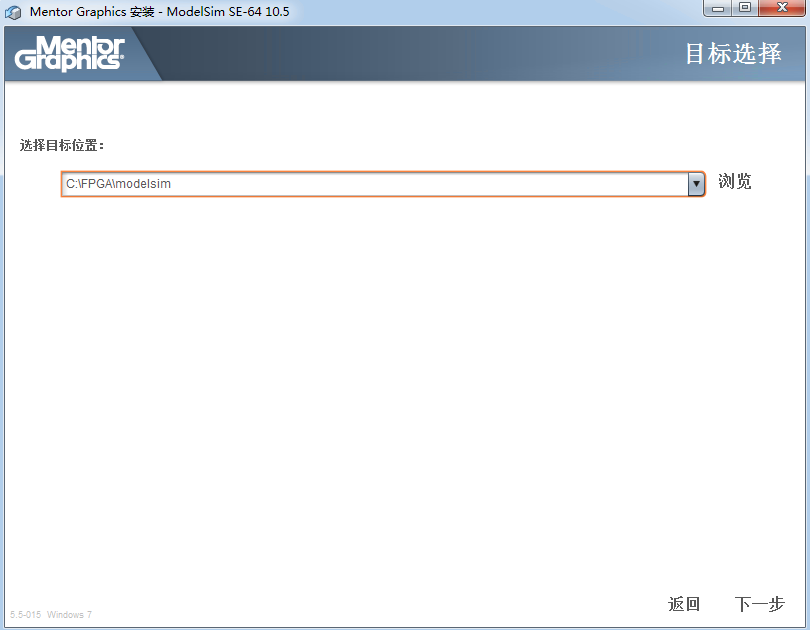 Mentor Graphics 安装 - ModelSim SE-64 10.5
Mentor
Graphics®
目标选择
选择目标位置：
C:\FPGA\modelsim
浏览
返回
下一步
5.5-015 Windows 7